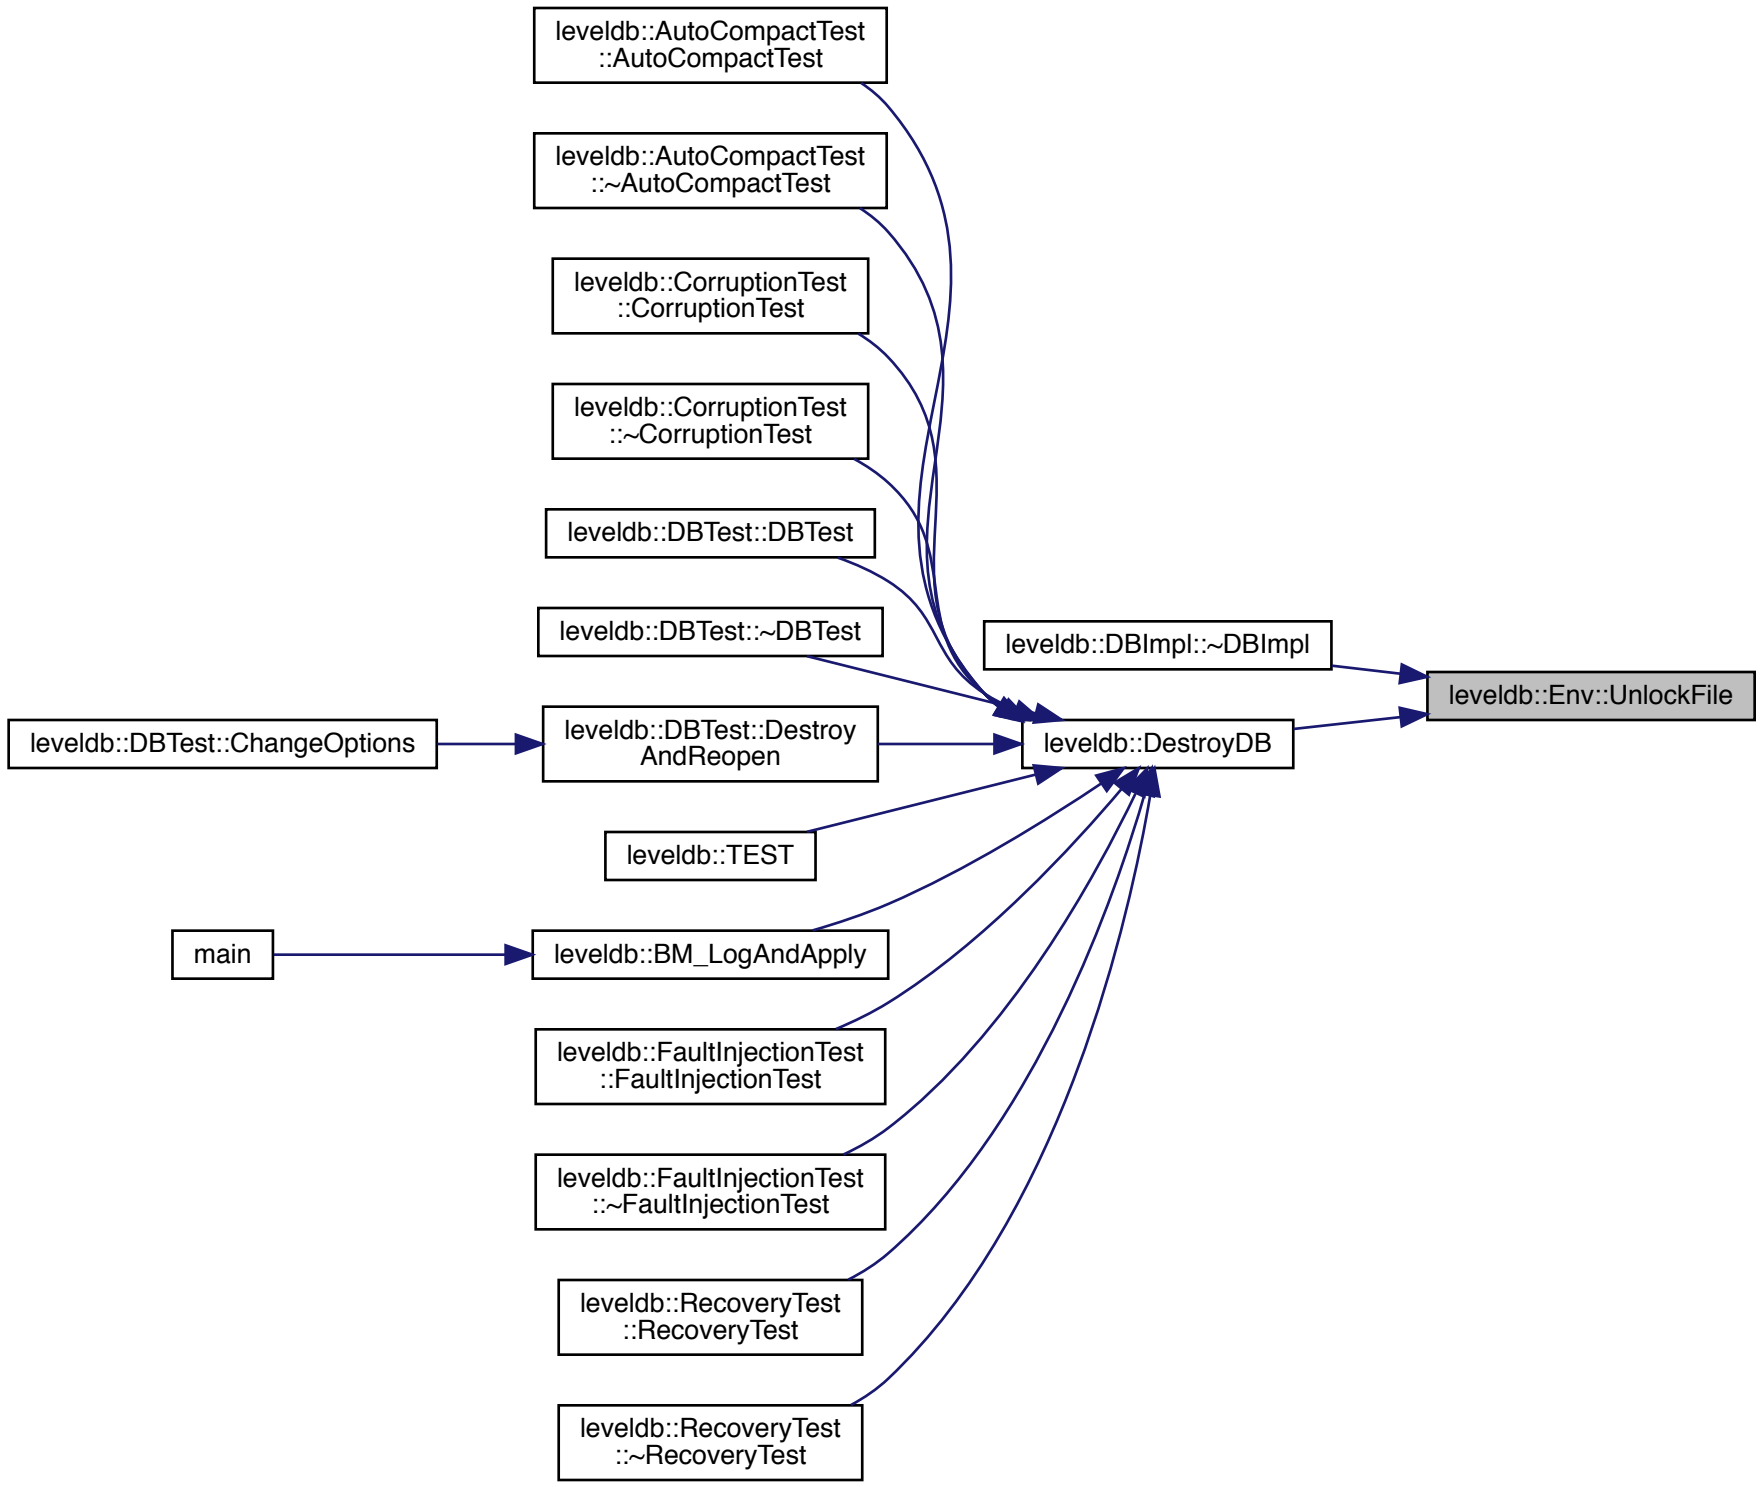 leveldb::AutoCompactTest
::AutoCompactTest
leveldb::AutoCompactTest
::~AutoCompactTest
leveldb::CorruptionTest
::CorruptionTest
leveldb::CorruptionTest
::~CorruptionTest
leveldb::DBTest::DBTest
leveldb::DBTest::~DBTest
leveldb::DBImpl::~DBImpl
leveldb::Env::UnlockFile
leveldb::DBTest::ChangeOptions
leveldb::DBTest::Destroy
AndReopen
leveldb::DestroyDB
leveldb::TEST
main
leveldb::BM_LogAndApply
leveldb::FaultInjectionTest
::FaultInjectionTest
leveldb::FaultInjectionTest
::~FaultInjectionTest
leveldb::RecoveryTest
::RecoveryTest
leveldb::RecoveryTest
::~RecoveryTest